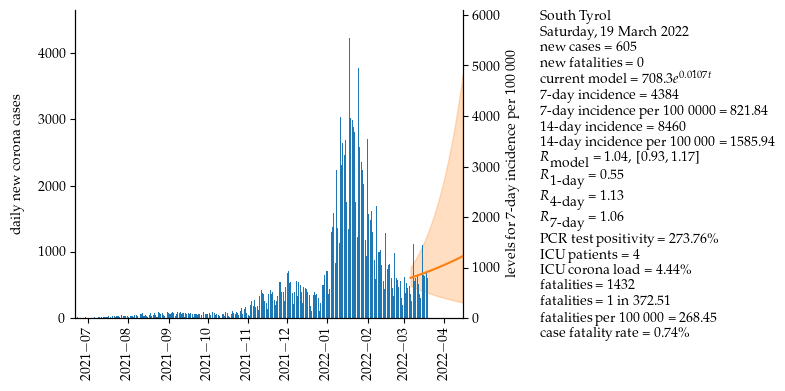 daily new corona cases
4000
3000
2000
1000
0
2021−07
2021−08
2021−09
2021−10
2021−11
2021−12
2022−01
2022−02
2022−03
2022−04
6000
5000
4000
3000
2000
1000
0
levels for 7-day incidence per 100 000
South Tyrol
Saturday, 19 March 2022
new cases = 605
new fatalities = 0
current model = 708.3e^0.0107t
7-day incidence = 4384
7-day incidence per 100 0000 = 821.84
14-day incidence = 8460
14-day incidence per 100 000 = 1585.94
R_model = 1.04, [0.93, 1.17]
R_1-day = 0.55
R_4-day = 1.13
R_7-day = 1.06
PCR test positivity = 273.76%
ICU patients = 4
ICU corona load = 4.44%
fatalities = 1432
fatalities = 1 in 372.51
fatalities per 100 000 = 268.45
case fatality rate = 0.74%